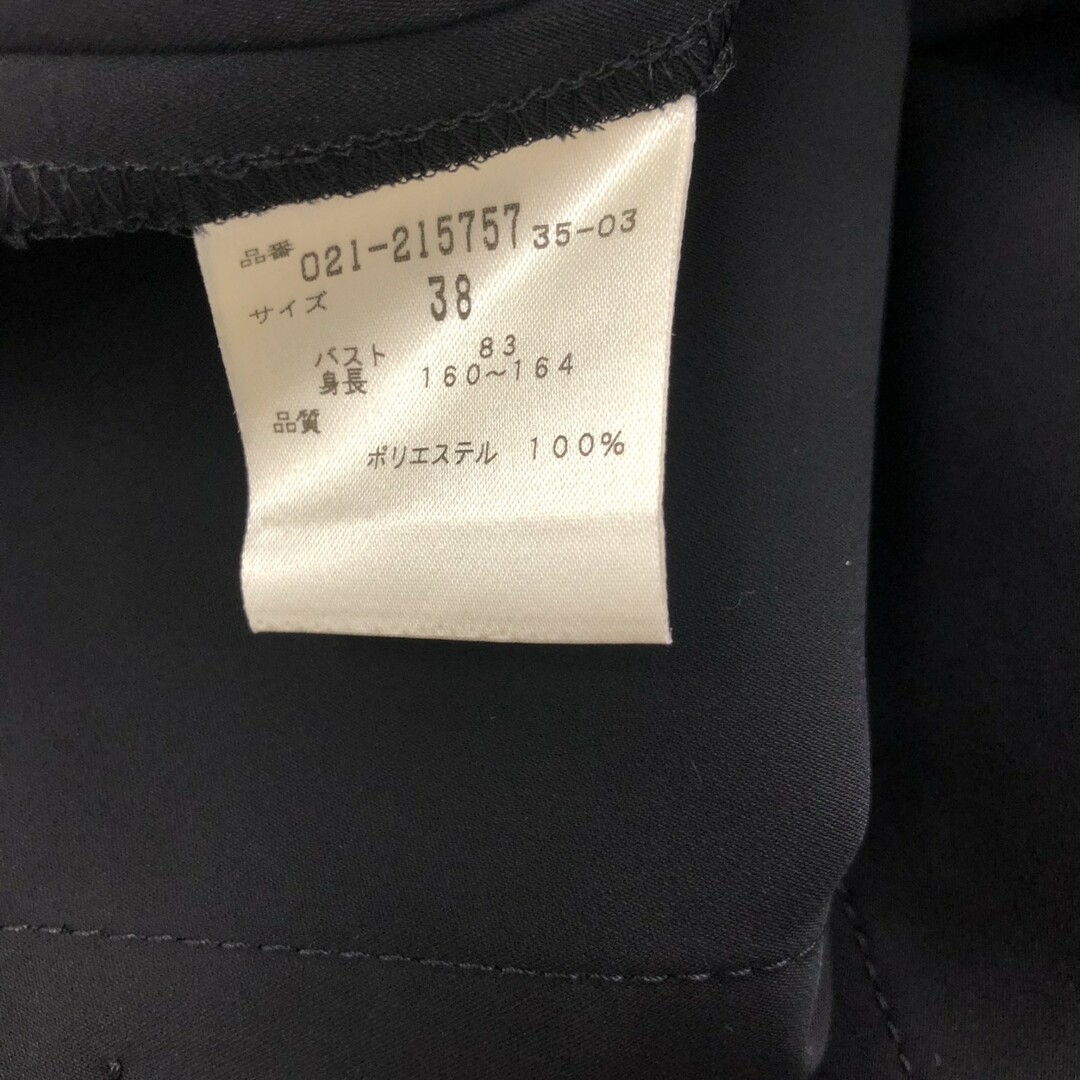 品番 021-215757 35-03
サイズ 38
バスト 83
身長 160～164
品質
ポリエステル 100%